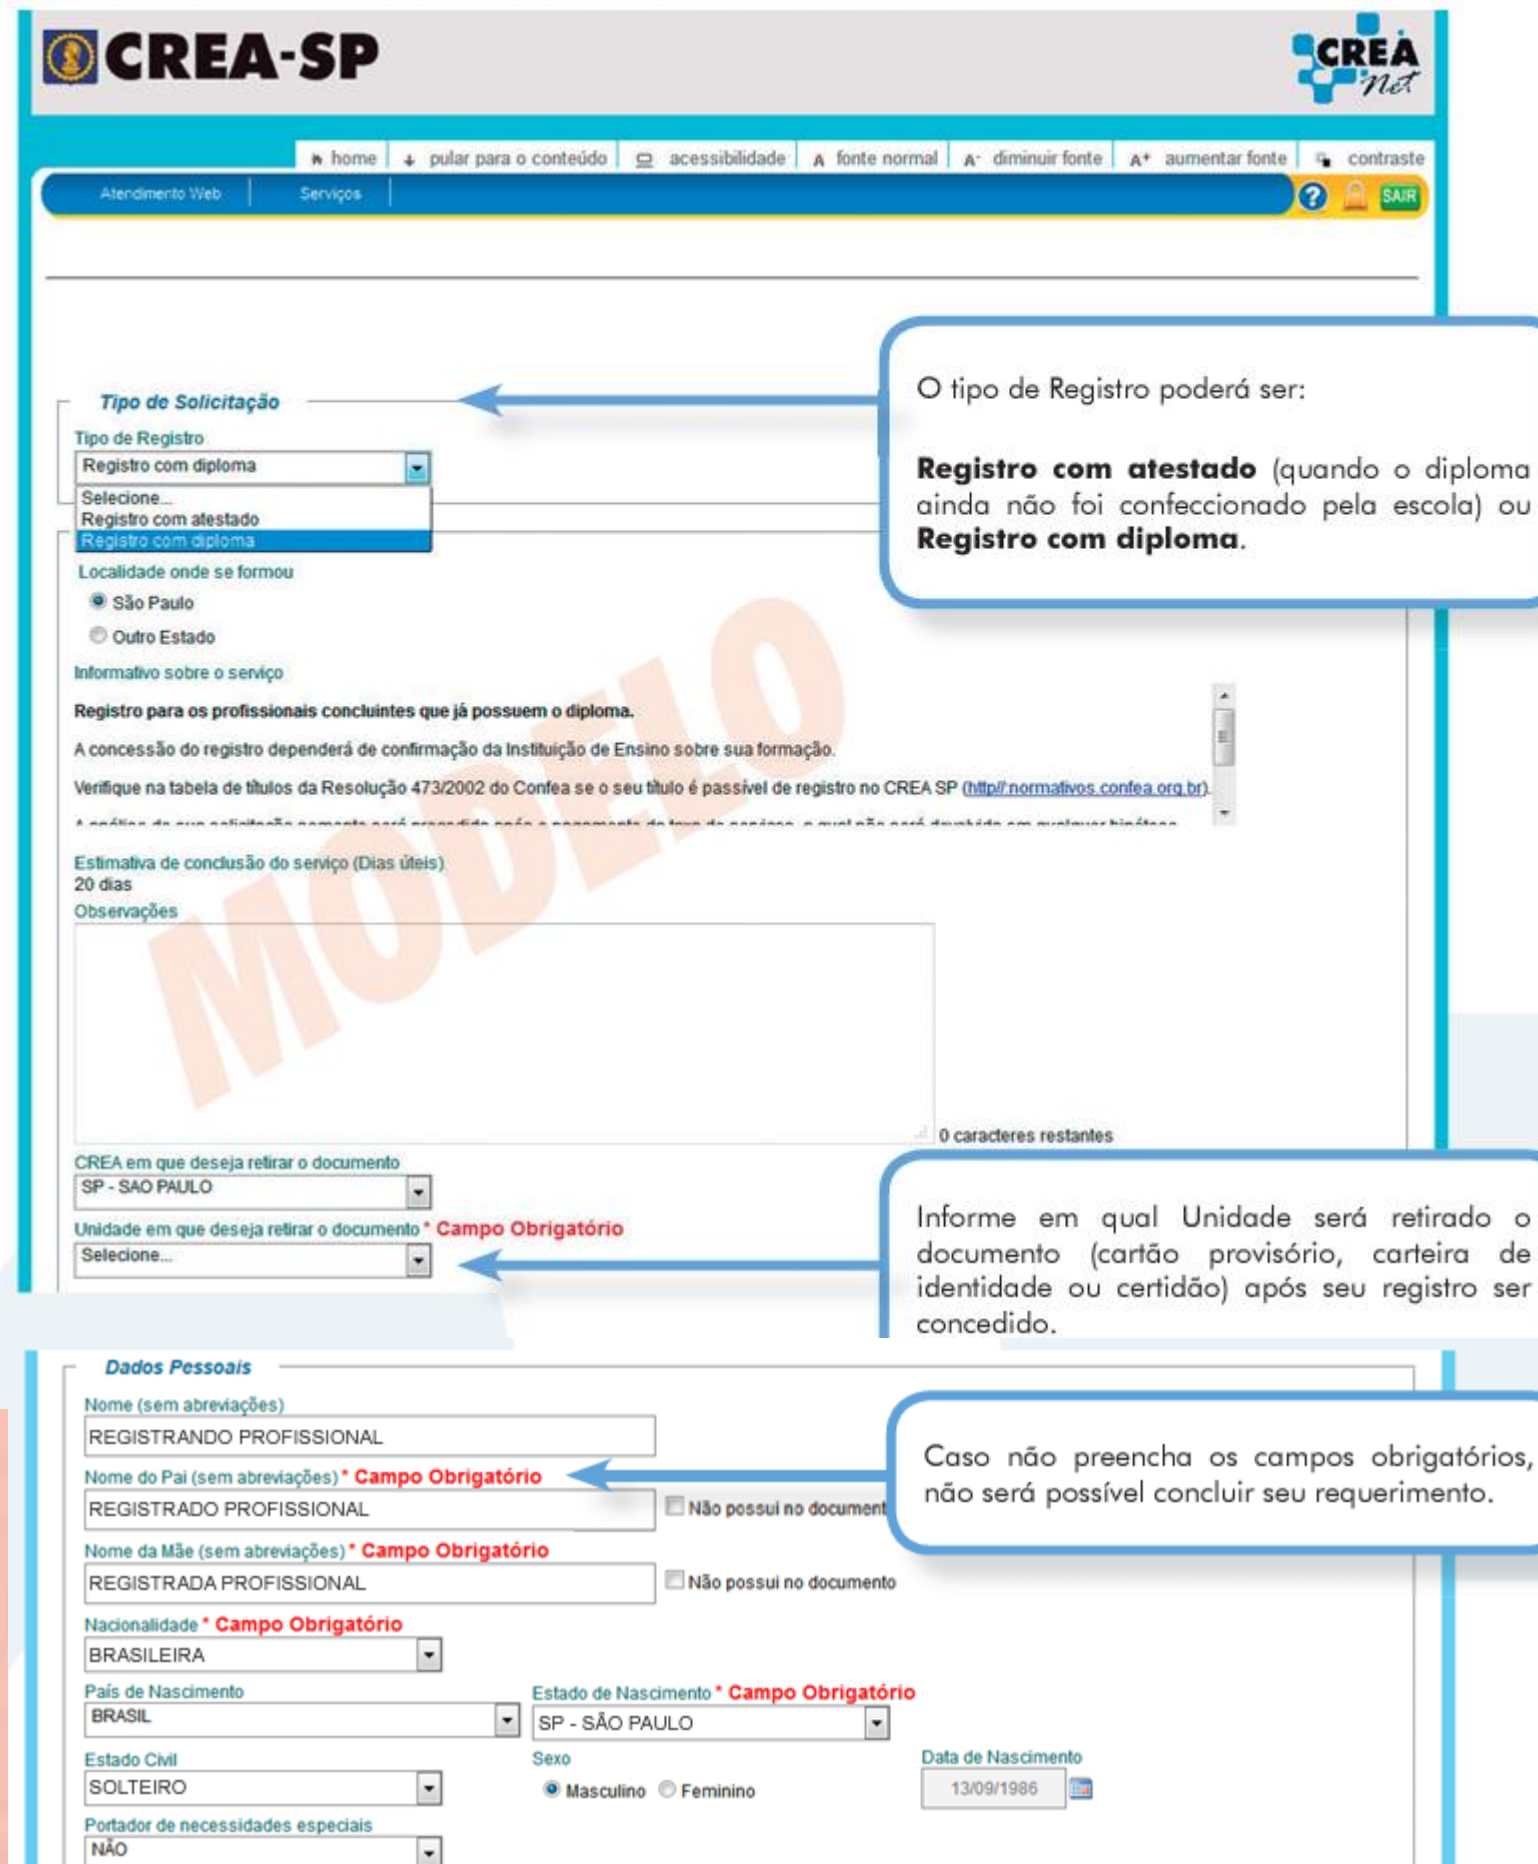 CREA-SP
CREA
Net
home
pular para o conteúdo
acessibilidade
A fonte normal
A- diminuir fonte
A+ aumentar fonte
contraste
Atendimento Web
Serviços
?
SAIR
Tipo de Solicitação
Tipo de Registro
Registro com diploma
Selecione...
Registro com atestado
Registro com diploma
O tipo de Registro poderá ser:
Registro com atestado (quando o diploma
ainda não foi confeccionado pela escola) ou
Registro com diploma.
Localidade onde se formou
São Paulo
Outro Estado
Informativo sobre o serviço
Registro para os profissionais concluintes que já possuem o diploma.
A concessão do registro dependerá de confirmação da Instituição de Ensino sobre sua formação.
Verifique na tabela de títulos da Resolução 473/2002 do Confea se o seu título é passível de registro no CREA SP (http//:normativos.confea.org.br).
MODELO
Estimativa de conclusão do serviço (Dias úteis)
20 dias
Observações
0 caracteres restantes
CREA em que deseja retirar o documento
SP - SAO PAULO
Unidade em que deseja retirar o documento * Campo Obrigatório
Selecione...
Informe em qual Unidade será retirado o
documento (cartão provisório, carteira de
identidade ou certidão) após seu registro ser
concedido.
Dados Pessoais
Nome (sem abreviações)
REGISTRANDO PROFISSIONAL
Nome do Pai (sem abreviações) * Campo Obrigatório
REGISTRADO PROFISSIONAL
Não possui no document
Caso não preencha os campos obrigatórios,
não será possível concluir seu requerimento.
Nome da Mãe (sem abreviações) * Campo Obrigatório
REGISTRADA PROFISSIONAL
Não possui no documento
Nacionalidade * Campo Obrigatório
BRASILEIRA
País de Nascimento
BRASIL
Estado de Nascimento * Campo Obrigatório
SP - SÃO PAULO
Estado Civil
SOLTEIRO
Sexo
Masculino
Feminino
Data de Nascimento
13/09/1986
Portador de necessidades especiais
NÃO